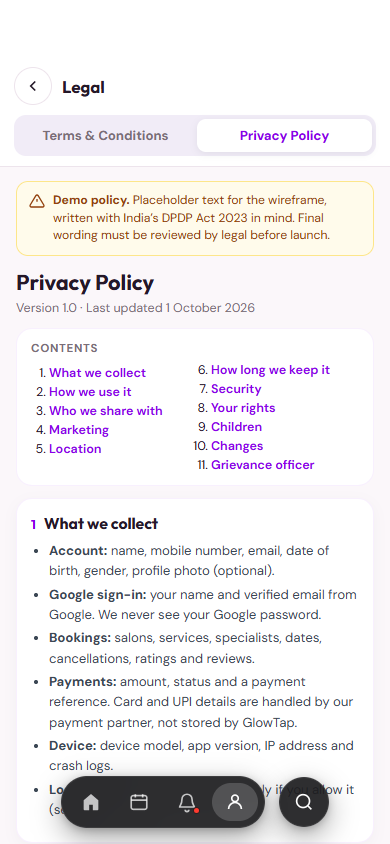 Legal
Terms & Conditions
Privacy Policy
Demo policy. Placeholder text for the wireframe,
written with India's DPDP Act 2023 in mind. Final
wording must be reviewed by legal before launch.
Privacy Policy
Version 1.0 · Last updated 1 October 2026
CONTENTS
1. What we collect
2. How we use it
3. Who we share with
4. Marketing
5. Location
6. How long we keep it
7. Security
8. Your rights
9. Children
10. Changes
11. Grievance officer
1 What we collect
• Account: name, mobile number, email, date of
birth, gender, profile photo (optional).
• Google sign-in: your name and verified email from
Google. We never see your Google password.
• Bookings: salons, services, specialists, dates,
cancellations, ratings and reviews.
• Payments: amount, status and a payment
reference. Card and UPI details are handled by our
payment partner, not stored by GlowTap.
• Device: device model, app version, IP address and
crash logs.
it